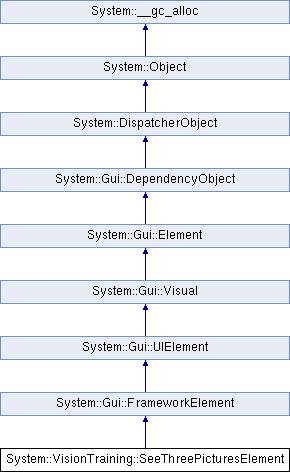 System::__gc_alloc
System::Object
System::DispatcherObject
System::Gui::DependencyObject
System::Gui::Element
System::Gui::Visual
System::Gui::UIElement
System::Gui::FrameworkElement
System::VisionTraining::SeeThreePicturesElement